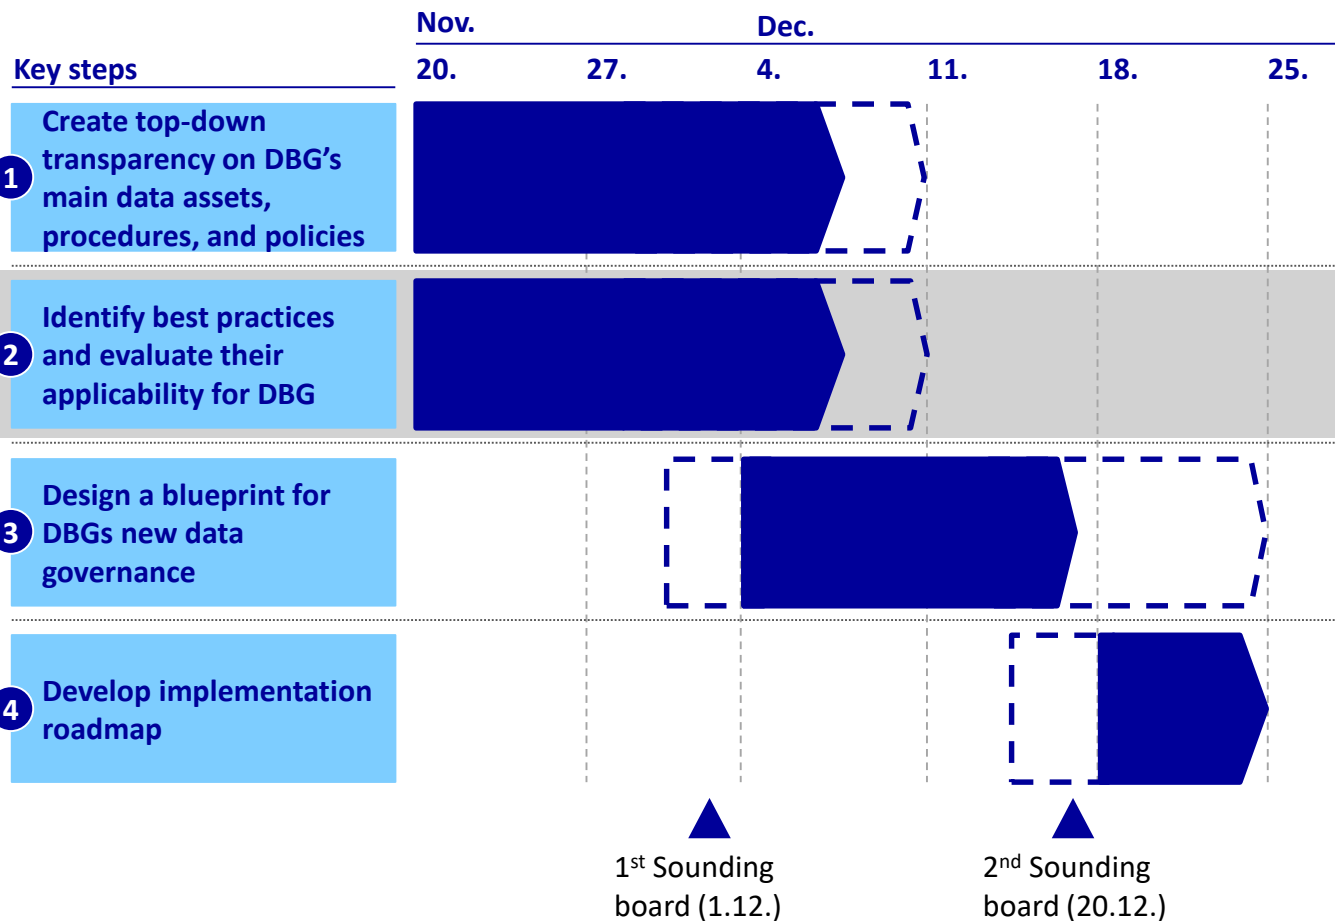 Nov.
Dec.
Key steps
20.
27.
4.
11.
18.
25.
1
Create top-down
transparency on DBG’s
main data assets,
procedures, and policies
2
Identify best practices
and evaluate their
applicability for DBG
3
Design a blueprint for
DBGs new data
governance
4
Develop implementation
roadmap
1st Sounding
board (1.12.)
2nd Sounding
board (20.12.)